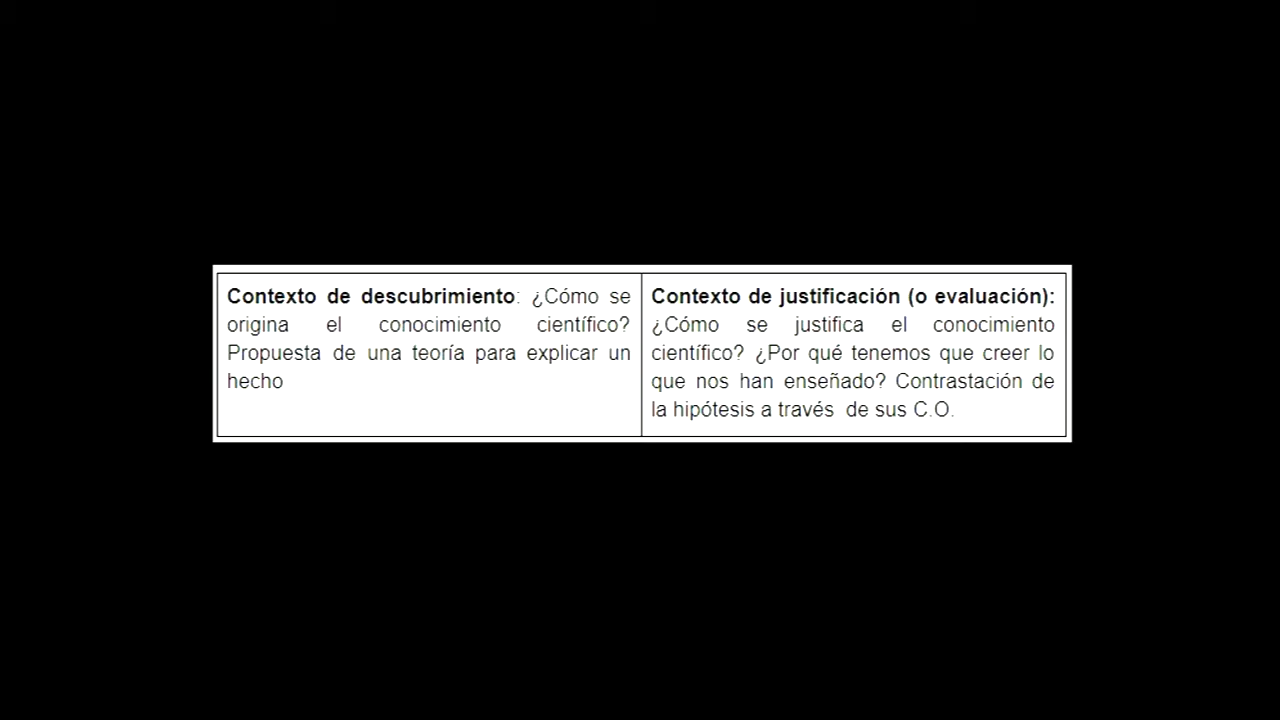 Contexto de descubrimiento: ¿Cómo se
origina el conocimiento científico?
Propuesta de una teoría para explicar un
hecho
Contexto de justificación (o evaluación):
¿Cómo se justifica el conocimiento
científico? ¿Por qué tenemos que creer lo
que nos han enseñado? Contrastación de
la hipótesis a través de sus C.O.